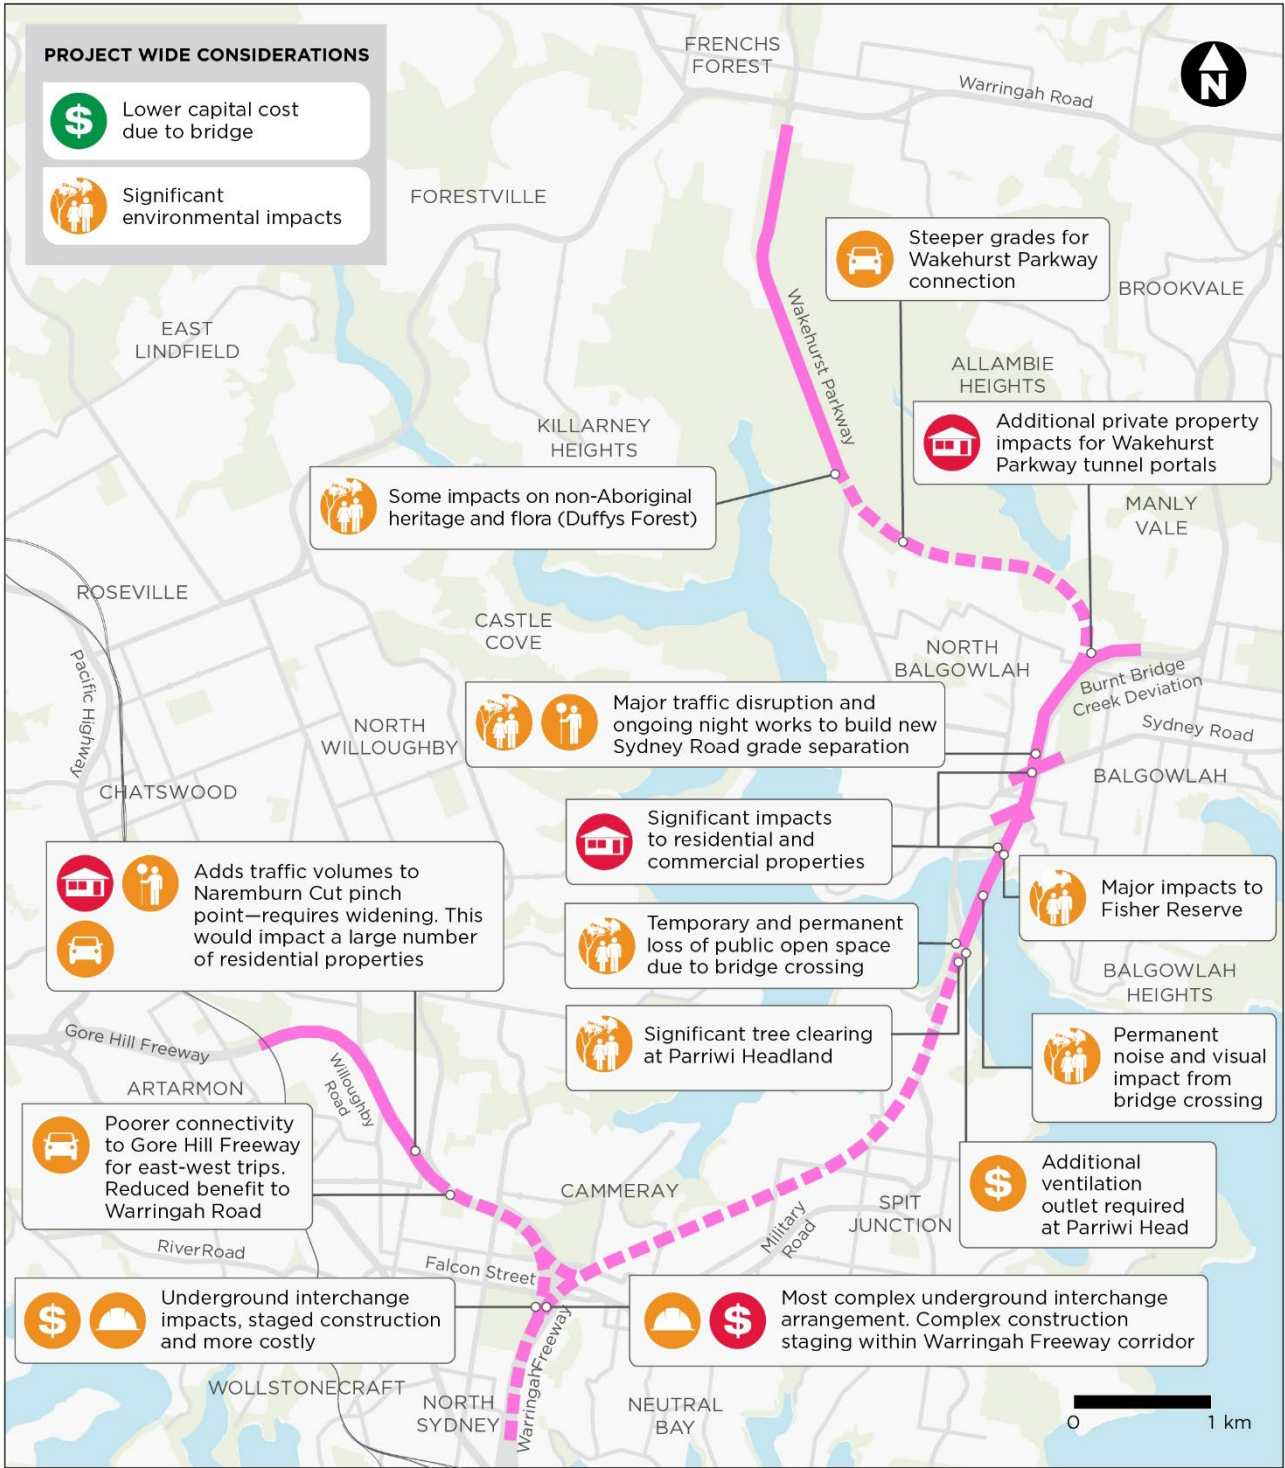 PROJECT WIDE CONSIDERATIONS
$
Lower capital cost
due to bridge
Significant
environmental impacts
FRENCHS
FOREST
Warringah Road
N
FORESTVILLE
Steeper grades for
Wakehurst Parkway
connection
BROOKVALE
EAST
LINDFIELD
Wakehurst Parkway
ALLAMBIE
HEIGHTS
KILLARNEY
HEIGHTS
Additional private property
impacts for Wakehurst
Parkway tunnel portals
Some impacts on non-Aboriginal
heritage and flora (Duffys Forest)
MANLY
VALE
ROSEVILLE
CASTLE
COVE
NORTH
BALGOWLAH
Burnt Bridge
Creek Deviation
Pacific Highway
Major traffic disruption and
ongoing night works to build new
Sydney Road grade separation
Sydney Road
NORTH
WILLOUGHBY
BALGOWLAH
CHATSWOOD
Significant impacts
to residential and
commercial properties
Adds traffic volumes to
Naremburn Cut pinch
point—requires widening. This
would impact a large number
of residential properties
Major impacts to
Fisher Reserve
Temporary and permanent
loss of public open space
due to bridge crossing
BALGOWLAH
HEIGHTS
Significant tree clearing
at Parriwi Headland
Permanent
noise and visual
impact from
bridge crossing
Gore Hill Freeway
Willoughby
Road
ARTARMON
Poorer connectivity
to Gore Hill Freeway
for east-west trips.
Reduced benefit to
Warringah Road
$
Additional
ventilation
outlet required
at Parriwi Head
CAMMERAY
SPIT
JUNCTION
Military
Road
RiverRoad
Falcon Street
$
Underground interchange
impacts, staged construction
and more costly
$
Most complex underground interchange
arrangement. Complex construction
staging within Warringah Freeway corridor
Warringah Freeway
WOLLSTONECRAFT
NORTH
SYDNEY
NEUTRAL
BAY
0 1 km